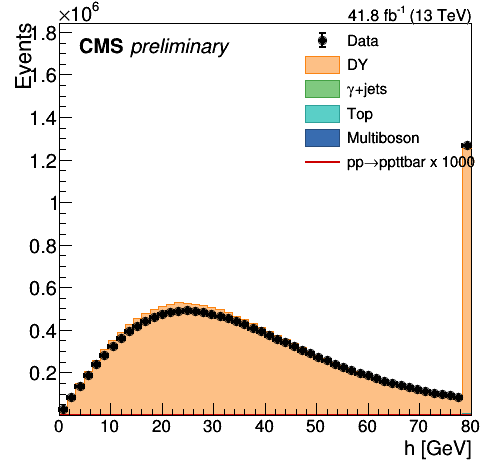 ×10⁶
41.8 fb⁻¹ (13 TeV)
CMS preliminary
Events
Data
DY
γ+jets
Top
Multiboson
pp→ppttbar x 1000
1.8
1.6
1.4
1.2
1
0.8
0.6
0.4
0.2
0 10 20 30 40 50 60 70 80
h [GeV]